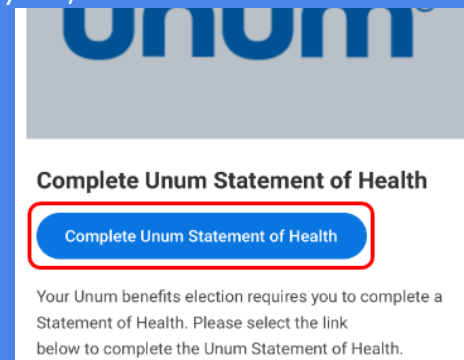 unum®
Complete Unum Statement of Health
Complete Unum Statement of Health
Your Unum benefits election requires you to complete a
Statement of Health. Please select the link
below to complete the Unum Statement of Health.